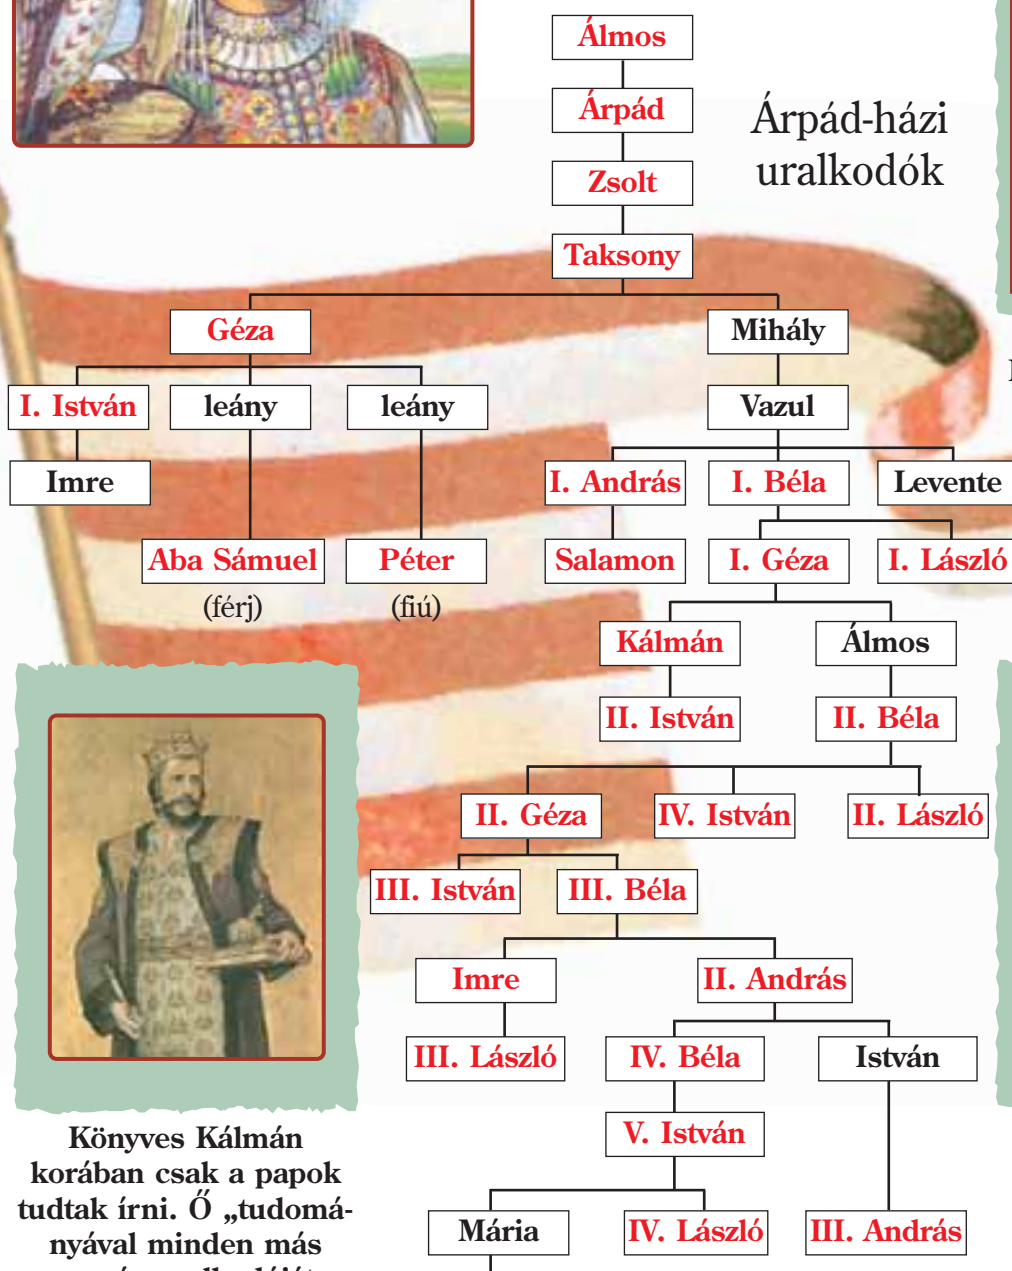 Álmos
Árpád
Árpád-házi
uralkodók
Zsolt
Taksony
Géza
Mihály
I. István
leány
leány
Vazul
Imre
I. András
I. Béla
Levente
Aba Sámuel
Péter
Salamon
I. Géza
I. László
(férj)
(fiú)
Kálmán
Álmos
II. István
II. Béla
II. Géza
IV. István
II. László
III. István
III. Béla
Imre
II. András
III. László
IV. Béla
István
V. István
Mária
IV. László
III. András
Könyves Kálmán
korában csak a papok
tudtak írni. Ő „tudomá-
nyával minden más